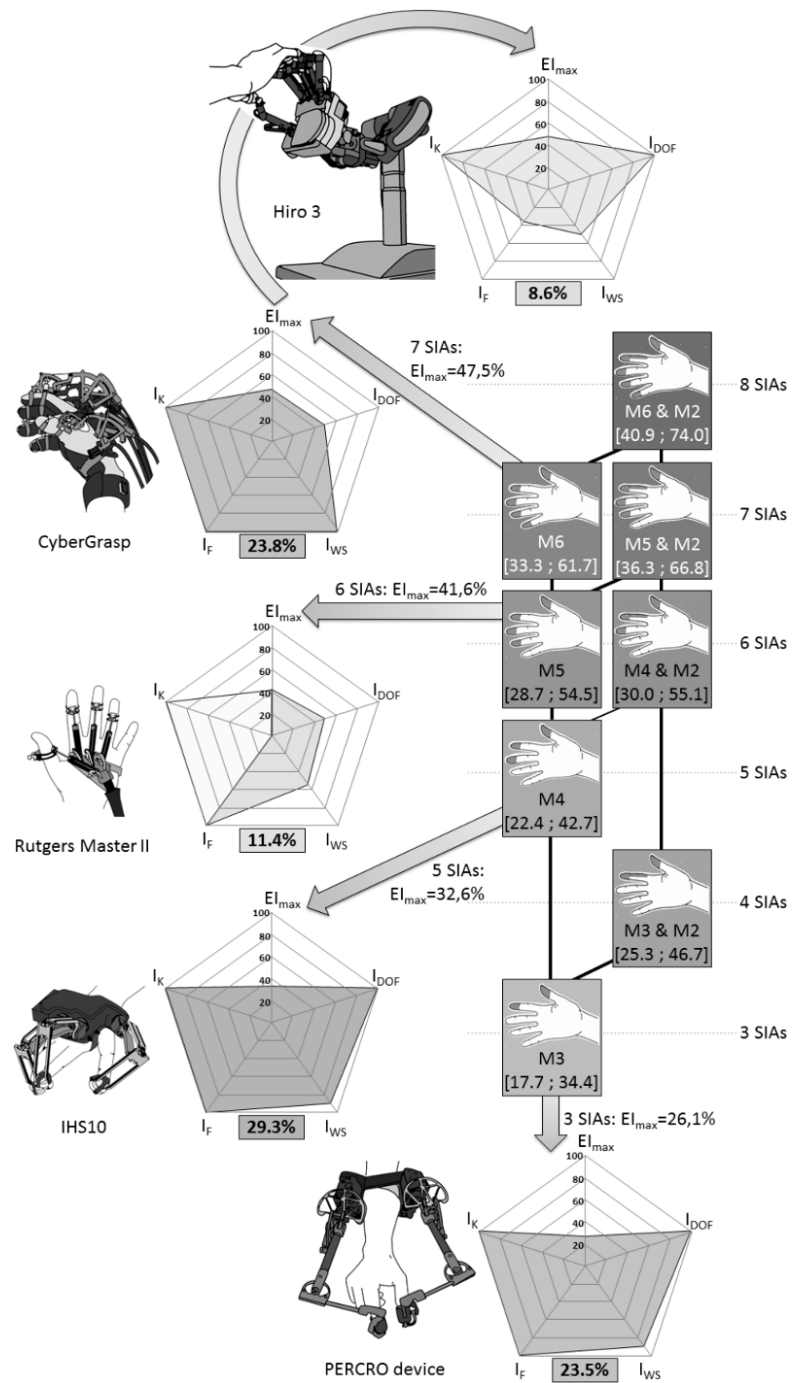 EImax
100
80
60
40
20
IK
IDOF
Hiro 3
IF
8.6%
IWS
EImax
100
80
60
40
20
IK
IDOF
7 SIAs:
EImax=47,5%
CyberGrasp
IF
23.8%
IWS
M6 & M2
[40.9 ; 74.0]
8 SIAs
M6
[33.3 ; 61.7]
M5 & M2
[36.3 ; 66.8]
7 SIAs
6 SIAs: EImax=41,6%
EImax
100
80
60
40
20
IK
IDOF
M5
[28.7 ; 54.5]
M4 & M2
[30.0 ; 55.1]
6 SIAs
Rutgers Master II
IF
11.4%
IWS
M4
[22.4 ; 42.7]
5 SIAs
5 SIAs:
EImax=32,6%
EImax
100
80
60
40
20
IK
IDOF
M3 & M2
[25.3 ; 46.7]
4 SIAs
IHS10
IF
29.3%
IWS
M3
[17.7 ; 34.4]
3 SIAs
3 SIAs: EImax=26,1%
EImax
100
80
60
40
20
IK
IDOF
PERCRO device
IF
23.5%
IWS